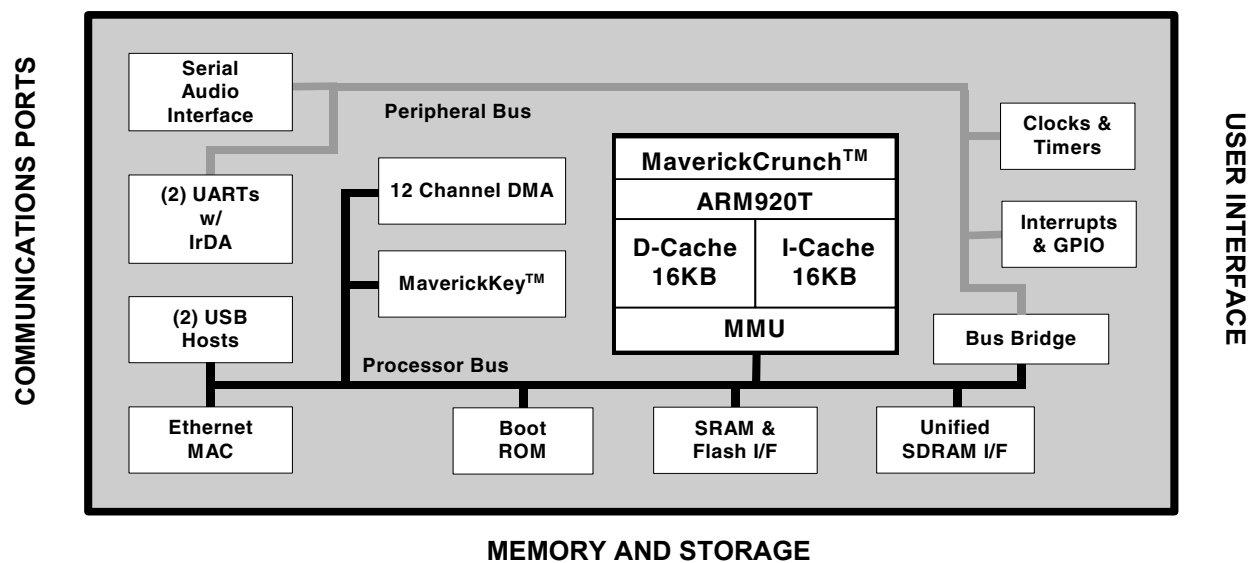 COMMUNICATIONS PORTS
Serial
Audio
Interface
Peripheral Bus
(2) UARTs
w/
IrDA
12 Channel DMA
MaverickKey™
(2) USB
Hosts
Processor Bus
MaverickCrunch™
ARM920T
D-Cache
16KB
I-Cache
16KB
MMU
Clocks &
Timers
Interrupts
& GPIO
Bus Bridge
Ethernet
MAC
Boot
ROM
SRAM &
Flash I/F
Unified
SDRAM I/F
USER INTERFACE
MEMORY AND STORAGE